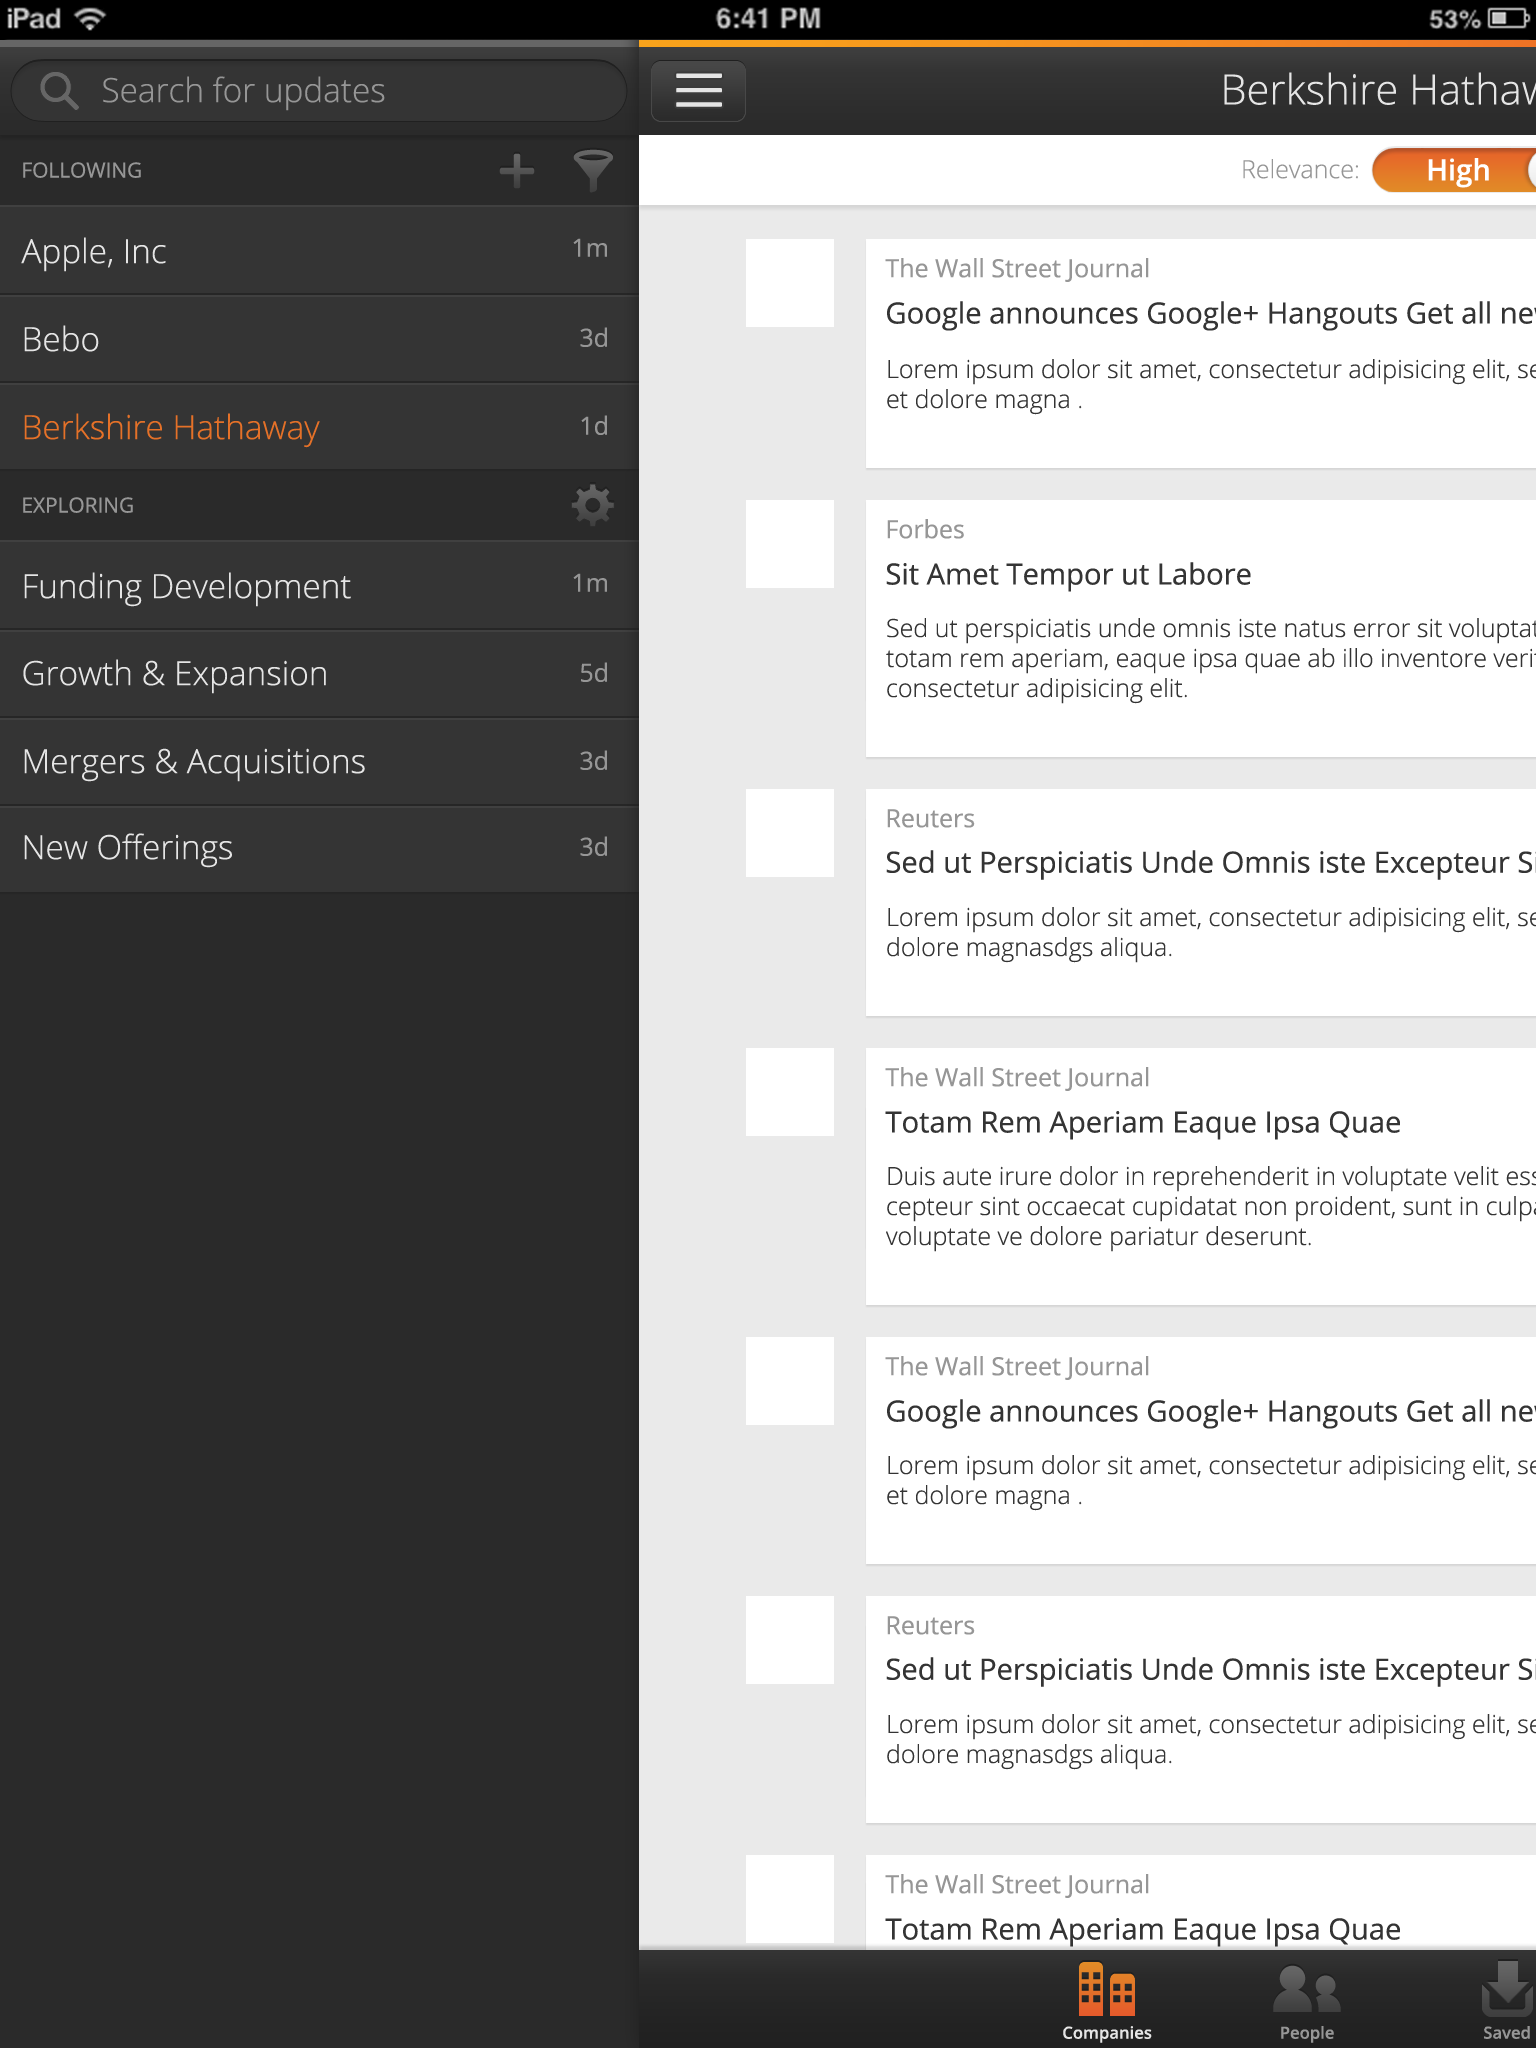 iPad
6:41 PM
53%
Search for updates
FOLLOWING
Apple, Inc
1m
Bebo
3d
Berkshire Hathaway
1d
EXPLORING
Funding Development
1m
Growth & Expansion
5d
Mergers & Acquisitions
3d
New Offerings
3d
Berkshire Hathaw
Relevance:
High
The Wall Street Journal
Google announces Google+ Hangouts Get all ne
Lorem ipsum dolor sit amet, consectetur adipisicing elit, se
et dolore magna .
Forbes
Sit Amet Tempor ut Labore
Sed ut perspiciatis unde omnis iste natus error sit voluptat
totam rem aperiam, eaque ipsa quae ab illo inventore veri
consectetur adipisicing elit.
Reuters
Sed ut Perspiciatis Unde Omnis iste Excepteur Si
Lorem ipsum dolor sit amet, consectetur adipisicing elit, se
dolore magnasdgs aliqua.
The Wall Street Journal
Totam Rem Aperiam Eaque Ipsa Quae
Duis aute irure dolor in reprehenderit in voluptate velit ess
cepteur sint occaecat cupidatat non proident, sunt in culpa
voluptate ve dolore pariatur deserunt.
The Wall Street Journal
Google announces Google+ Hangouts Get all ne
Lorem ipsum dolor sit amet, consectetur adipisicing elit, se
et dolore magna .
Reuters
Sed ut Perspiciatis Unde Omnis iste Excepteur Si
Lorem ipsum dolor sit amet, consectetur adipisicing elit, se
dolore magnasdgs aliqua.
The Wall Street Journal
Totam Rem Aperiam Eaque Ipsa Quae
Companies
People
Saved